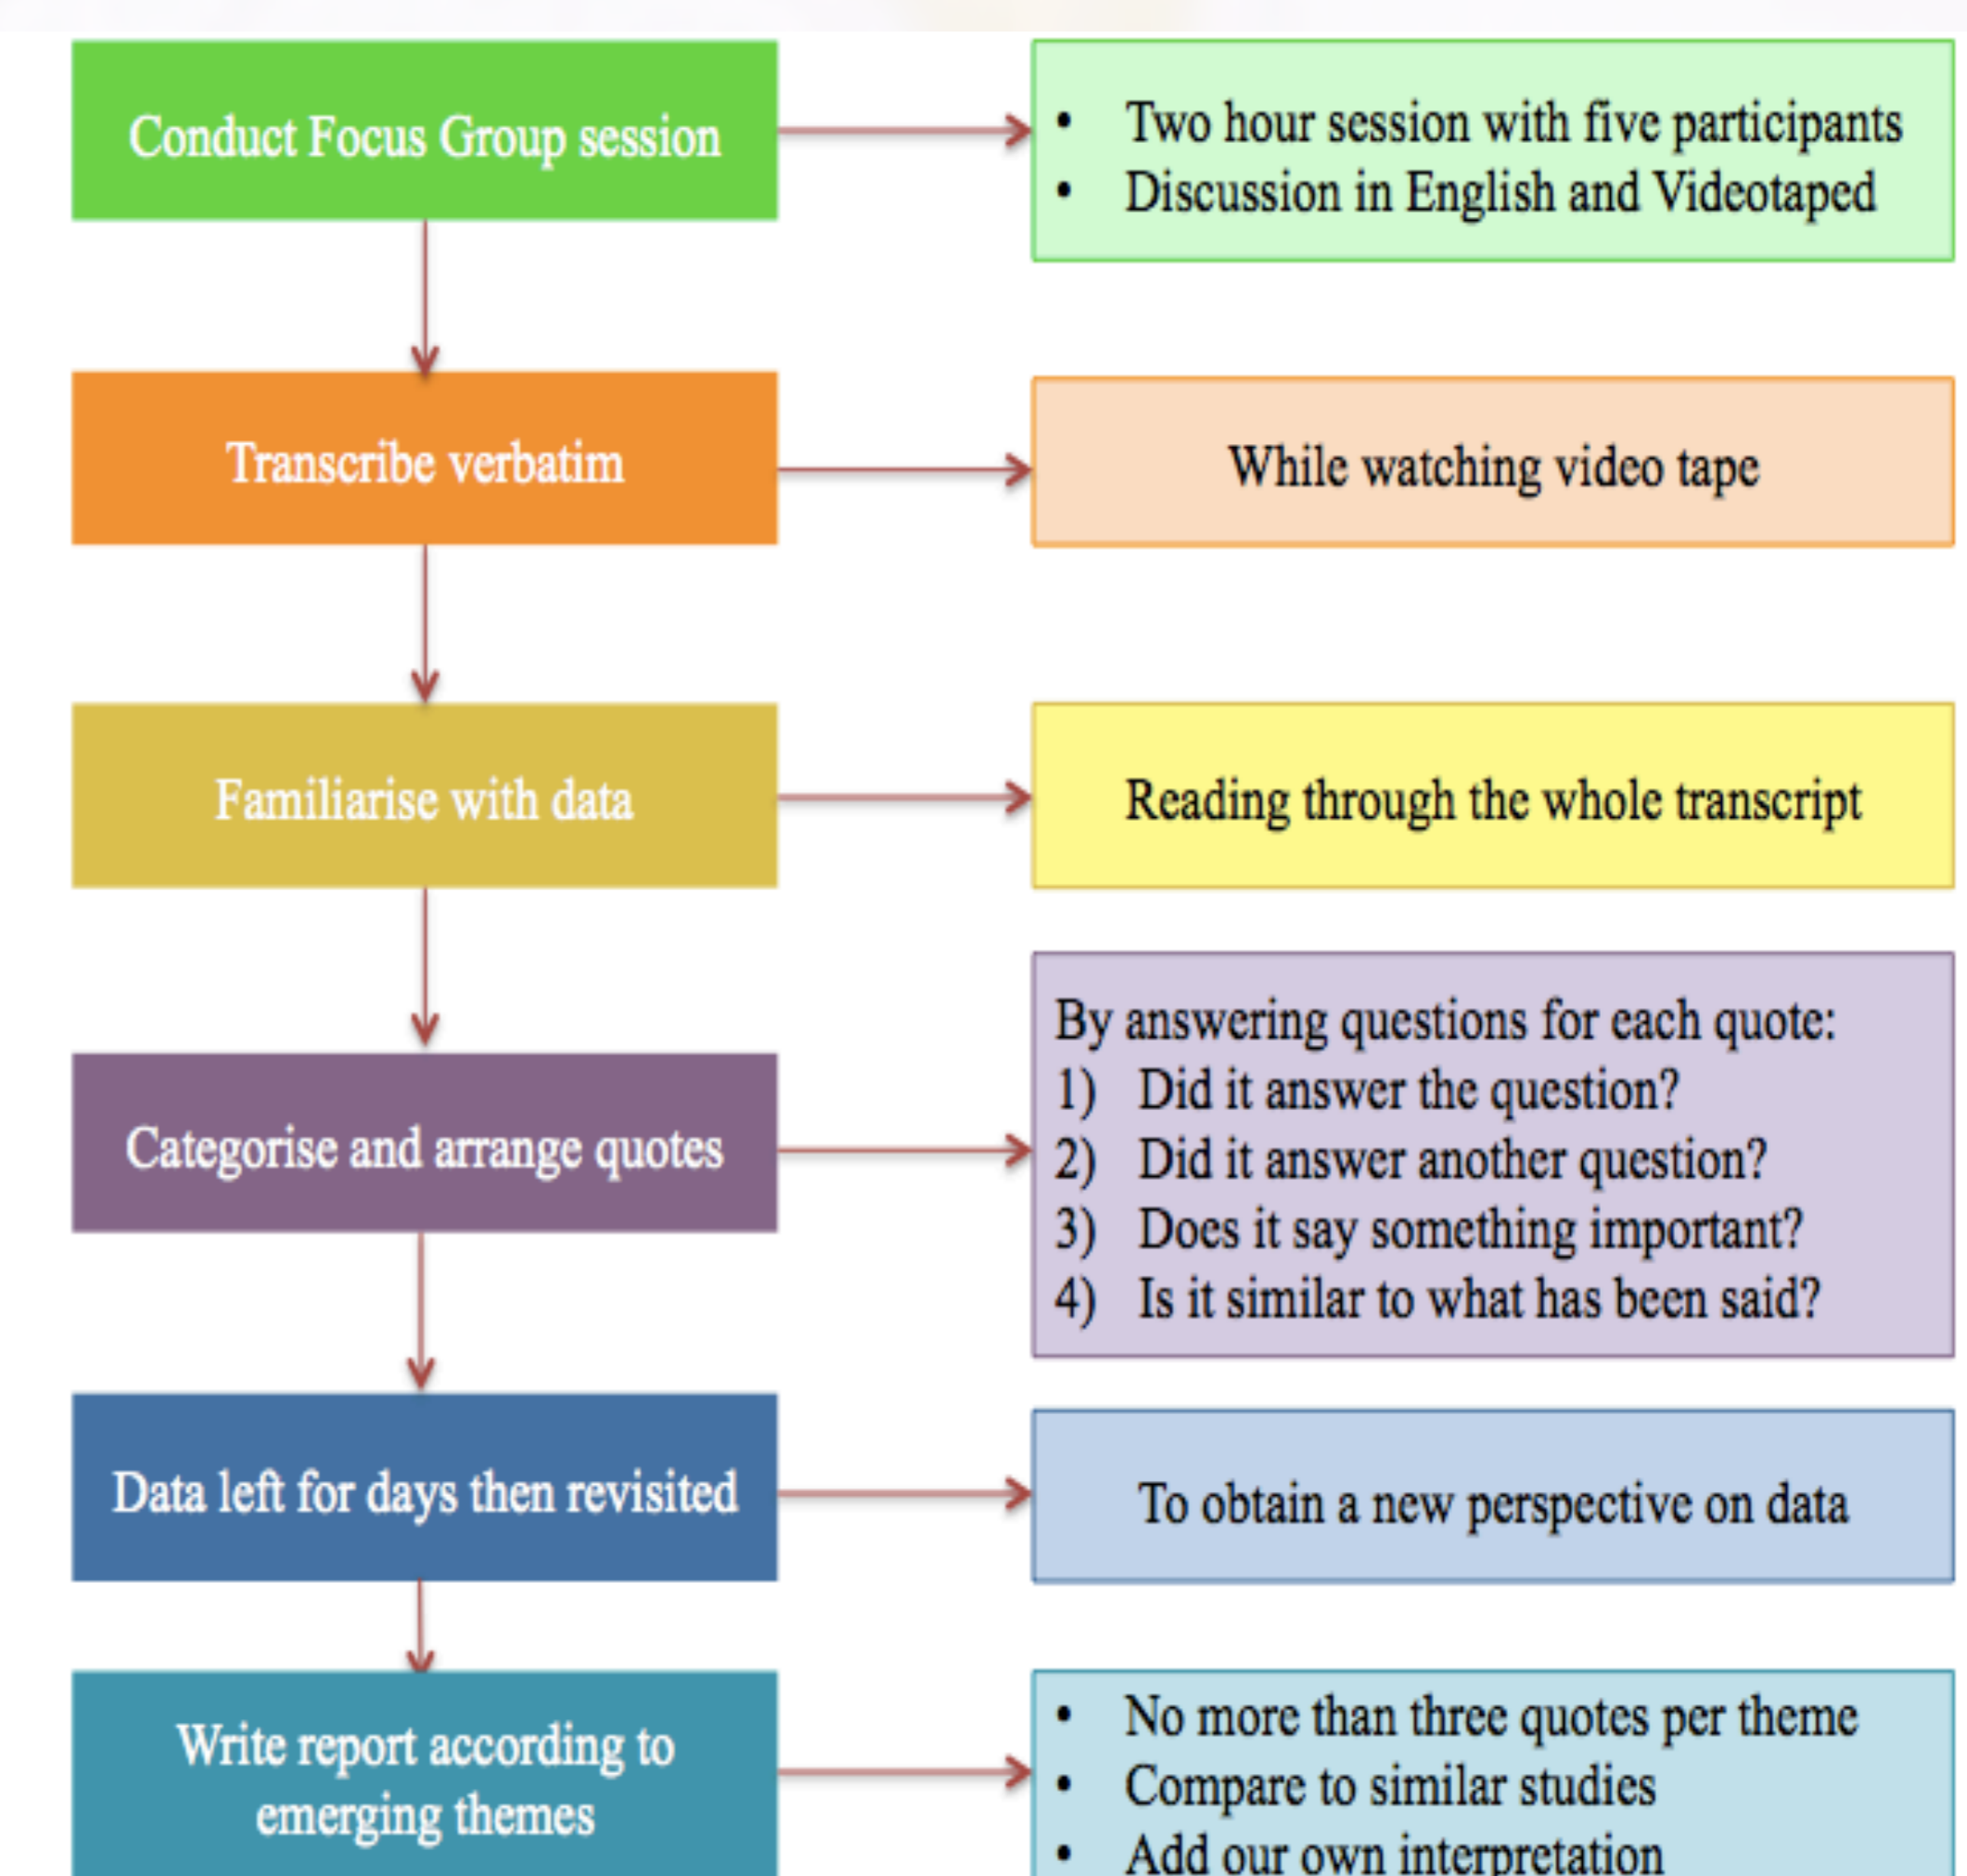 Conduct Focus Group session
• Two hour session with five participants
• Discussion in English and Videotaped
Transcribe verbatim
While watching video tape
Familiarise with data
Reading through the whole transcript
Categorise and arrange quotes
By answering questions for each quote:
1) Did it answer the question?
2) Did it answer another question?
3) Does it say something important?
4) Is it similar to what has been said?
Data left for days then revisited
To obtain a new perspective on data
Write report according to
emerging themes
• No more than three quotes per theme
• Compare to similar studies
• Add our own interpretation